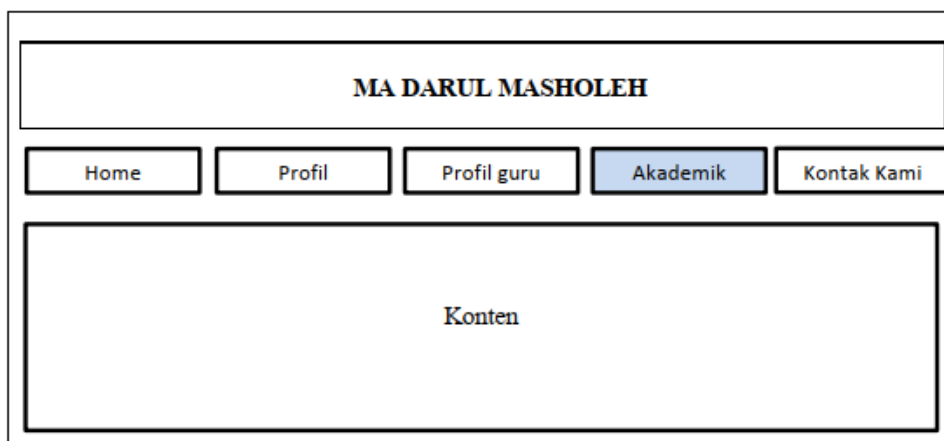 MA DARUL MASHOLEH
Home Profil Profil guru Akademik Kontak Kami
Konten